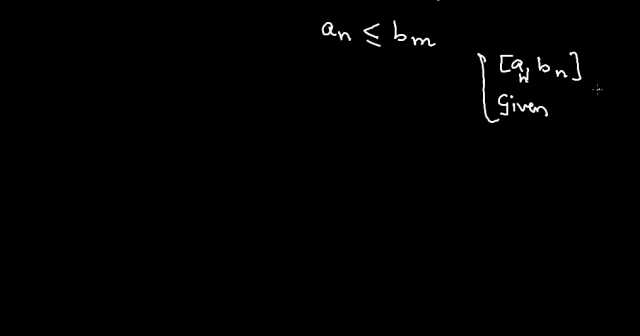 aₙ ≤ bₘ
[aₙ, bₙ]
Given